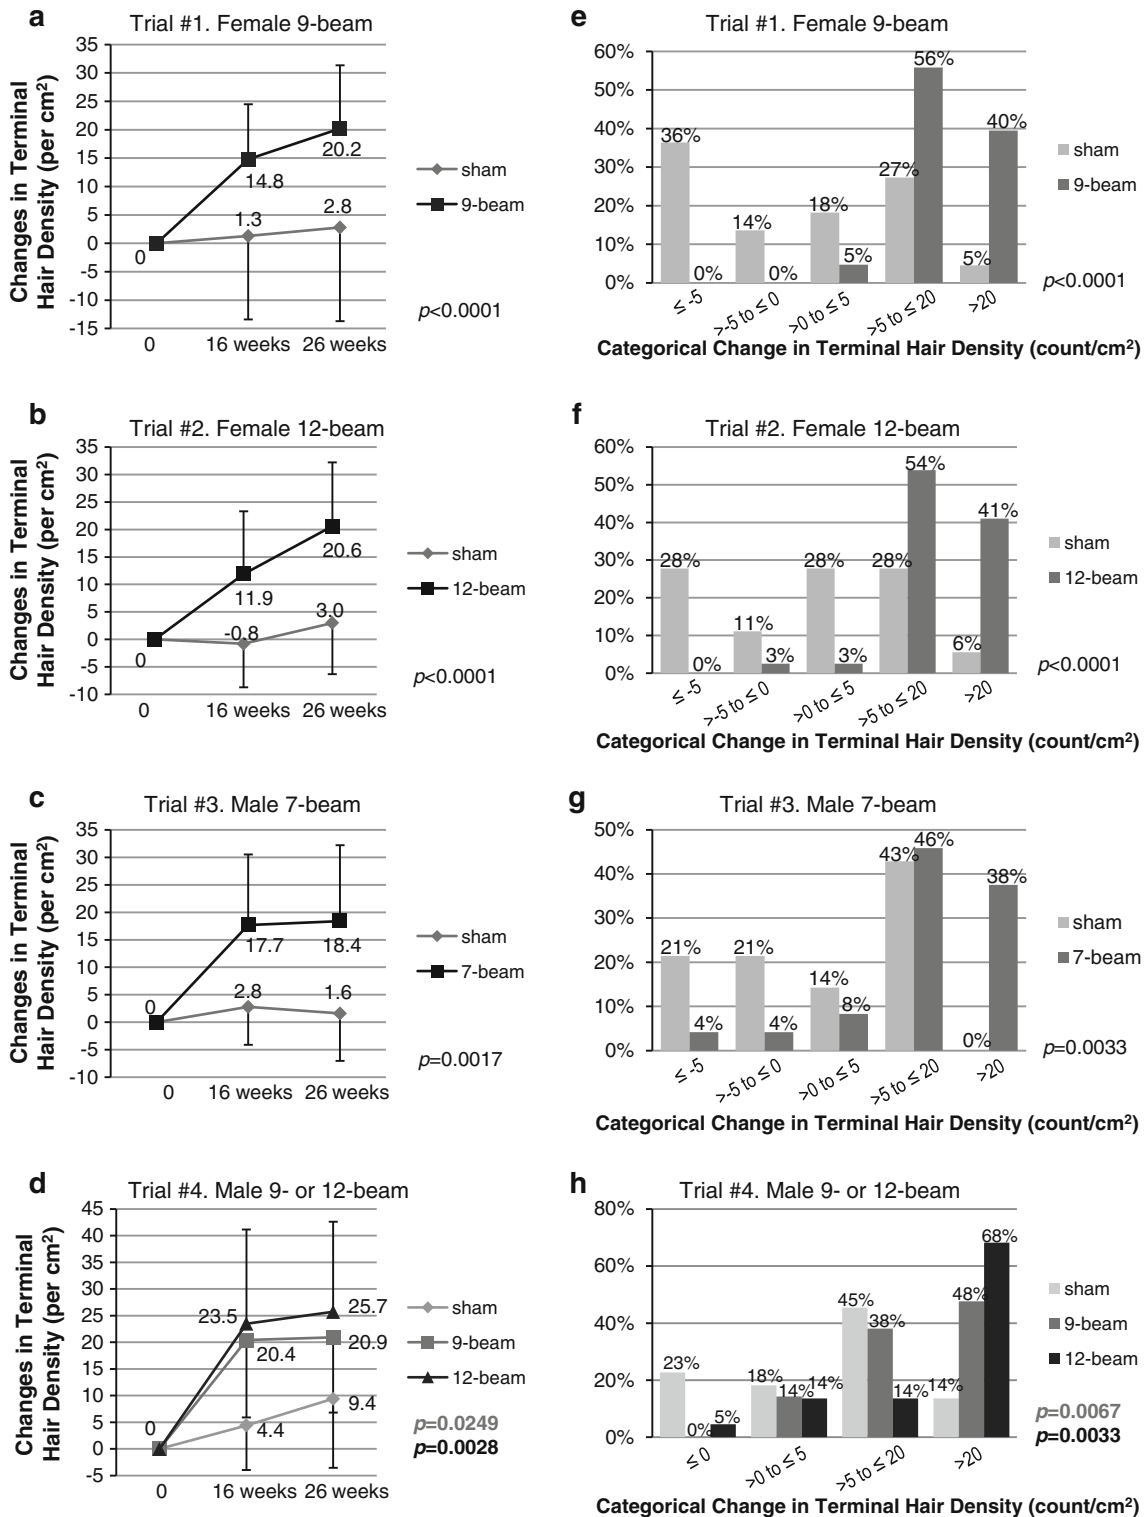 a
Trial #1. Female 9-beam
Changes in Terminal
Hair Density (per cm²)
35
30
25
20
15
10
5
0
-5
-10
-15
0
14.8
20.2
1.3
2.8
0 16 weeks 26 weeks
sham
9-beam
p<0.0001
e
Trial #1. Female 9-beam
60%
50%
40%
30%
20%
10%
0%
36%
0%
14%
0%
18%
5%
27%
56%
5%
40%
≤ -5
>-5 to ≤ 0
>0 to ≤ 5
>5 to ≤ 20
>20
sham
9-beam
p<0.0001
Categorical Change in Terminal Hair Density (count/cm²)
b
Trial #2. Female 12-beam
Changes in Terminal
Hair Density (per cm²)
35
30
25
20
15
10
5
0
-5
-10
0
11.9
20.6
-0.8
3.0
0 16 weeks 26 weeks
sham
12-beam
p<0.0001
f
Trial #2. Female 12-beam
60%
50%
40%
30%
20%
10%
0%
28%
0%
11%
3%
28%
3%
28%
54%
6%
41%
≤ -5
>-5 to ≤ 0
>0 to ≤ 5
>5 to ≤ 20
>20
sham
12-beam
p<0.0001
Categorical Change in Terminal Hair Density (count/cm²)
c
Trial #3. Male 7-beam
Changes in Terminal
Hair Density (per cm²)
35
30
25
20
15
10
5
0
-5
-10
0
17.7
18.4
2.8
1.6
0 16 weeks 26 weeks
sham
7-beam
p=0.0017
g
Trial #3. Male 7-beam
50%
40%
30%
20%
10%
0%
21%
4%
21%
4%
14%
8%
43%
46%
0%
38%
≤ -5
>-5 to ≤ 0
>0 to ≤ 5
>5 to ≤ 20
>20
sham
7-beam
p=0.0033
Categorical Change in Terminal Hair Density (count/cm²)
d
Trial #4. Male 9- or 12-beam
Changes in Terminal
Hair Density (per cm²)
45
40
35
30
25
20
15
10
5
0
-5
0
23.5
25.7
20.4
20.9
4.4
9.4
0 16 weeks 26 weeks
sham
9-beam
12-beam
p=0.0249
p=0.0028
h
Trial #4. Male 9- or 12-beam
80%
60%
40%
20%
0%
23%
0%
5%
18%
14%
14%
45%
38%
14%
14%
48%
68%
≤ 0
>0 to ≤ 5
>5 to ≤ 20
>20
sham
9-beam
12-beam
p=0.0067
p=0.0033
Categorical Change in Terminal Hair Density (count/cm²)